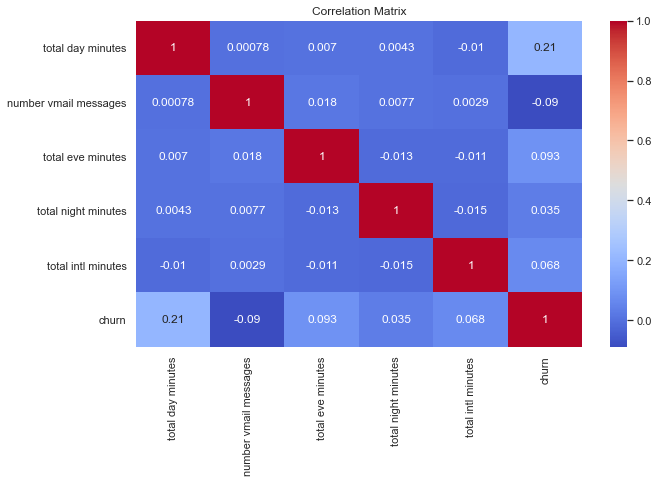 Correlation Matrix
total day minutes 1 0.00078 0.007 0.0043 -0.01 0.21
number vmail messages 0.00078 1 0.018 0.0077 0.0029 -0.09
total eve minutes 0.007 0.018 1 -0.013 -0.011 0.093
total night minutes 0.0043 0.0077 -0.013 1 -0.015 0.035
total intl minutes -0.01 0.0029 -0.011 -0.015 1 0.068
churn 0.21 -0.09 0.093 0.035 0.068 1
total day minutes
number vmail messages
total eve minutes
total night minutes
total intl minutes
churn
1.0
0.8
0.6
0.4
0.2
0.0